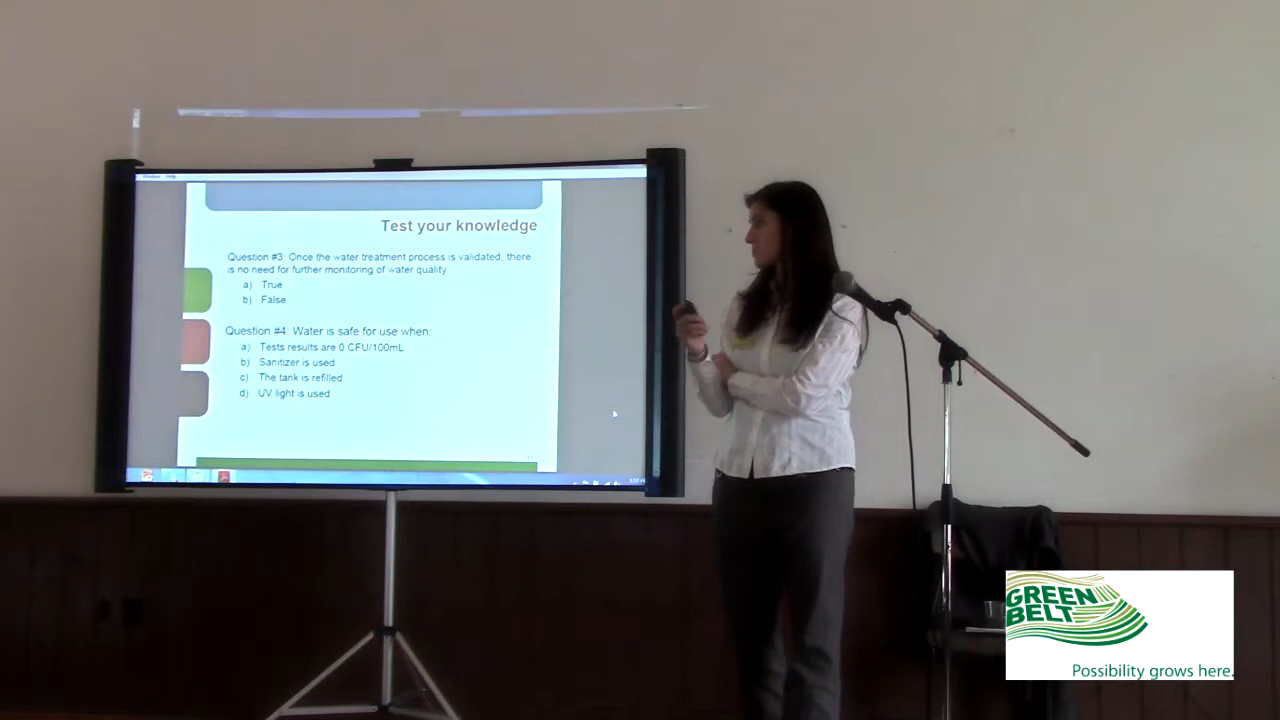 Window Help
Test your knowledge
Question #3 Once the water treatment process is validated, there
is no need for further monitoring of water quality
a) True
b) False
Question #4: Water is safe for use when:
a) Tests results are 0 CFU/100mL
b) Sanitizer is used
c) The tank is refilled
d) UV light is used
GREEN
BELT
Possibility grows here.